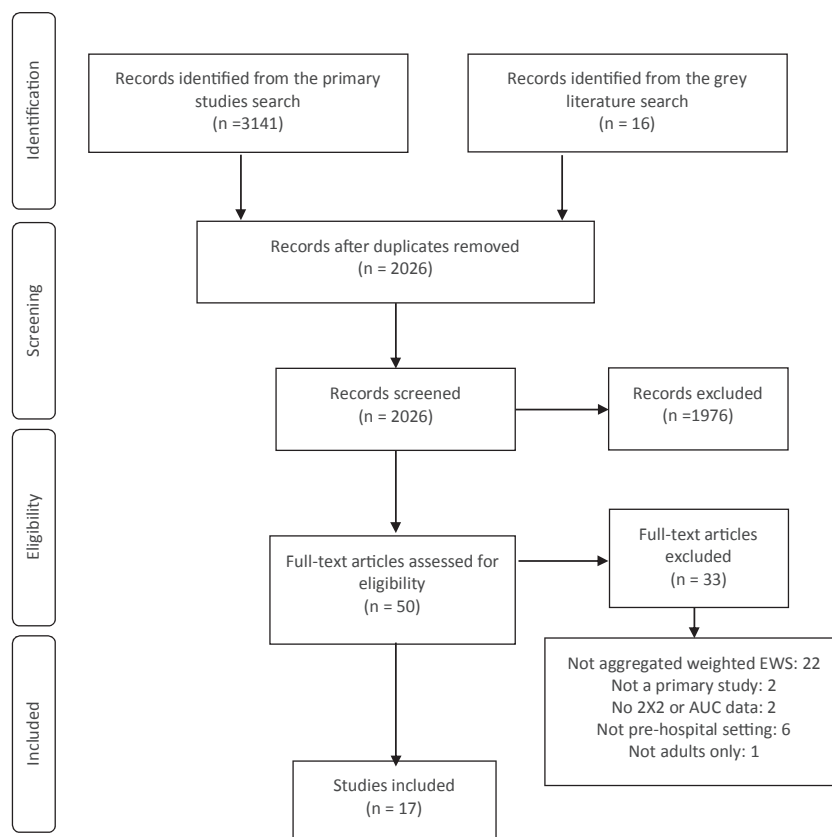 Identification
Records identified from the primary
studies search
(n =3141)
Records identified from the grey
literature search
(n = 16)
Screening
Records after duplicates removed
(n = 2026)
Records screened
(n = 2026)
Records excluded
(n =1976)
Eligibility
Full-text articles assessed for
eligibility
(n = 50)
Full-text articles
excluded
(n = 33)
Included
Not aggregated weighted EWS: 22
Not a primary study: 2
No 2X2 or AUC data: 2
Not pre-hospital setting: 6
Not adults only: 1
Studies included
(n = 17)